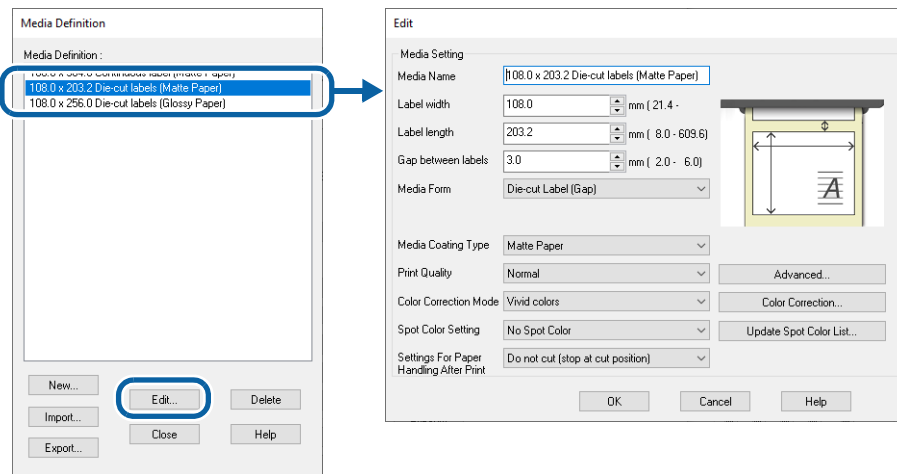 Media Definition
Media Definition :
108.0 x 203.2 Die-cut labels (Matte Paper)
108.0 x 256.0 Die-cut labels (Glossy Paper)
New...
Edit...
Delete
Import...
Close
Help
Export...
Edit
Media Setting
Media Name 108.0 x 203.2 Die-cut labels (Matte Paper)
Label width 108.0 mm ( 21.4 -
Label length 203.2 mm ( 8.0 - 609.6)
Gap between labels 3.0 mm ( 2.0 - 6.0)
Media Form Die-cut Label (Gap)
A
Media Coating Type Matte Paper
Print Quality Normal Advanced...
Color Correction Mode Vivid colors Color Correction...
Spot Color Setting No Spot Color Update Spot Color List...
Settings For Paper
Handling After Print Do not cut (stop at cut position)
OK Cancel Help